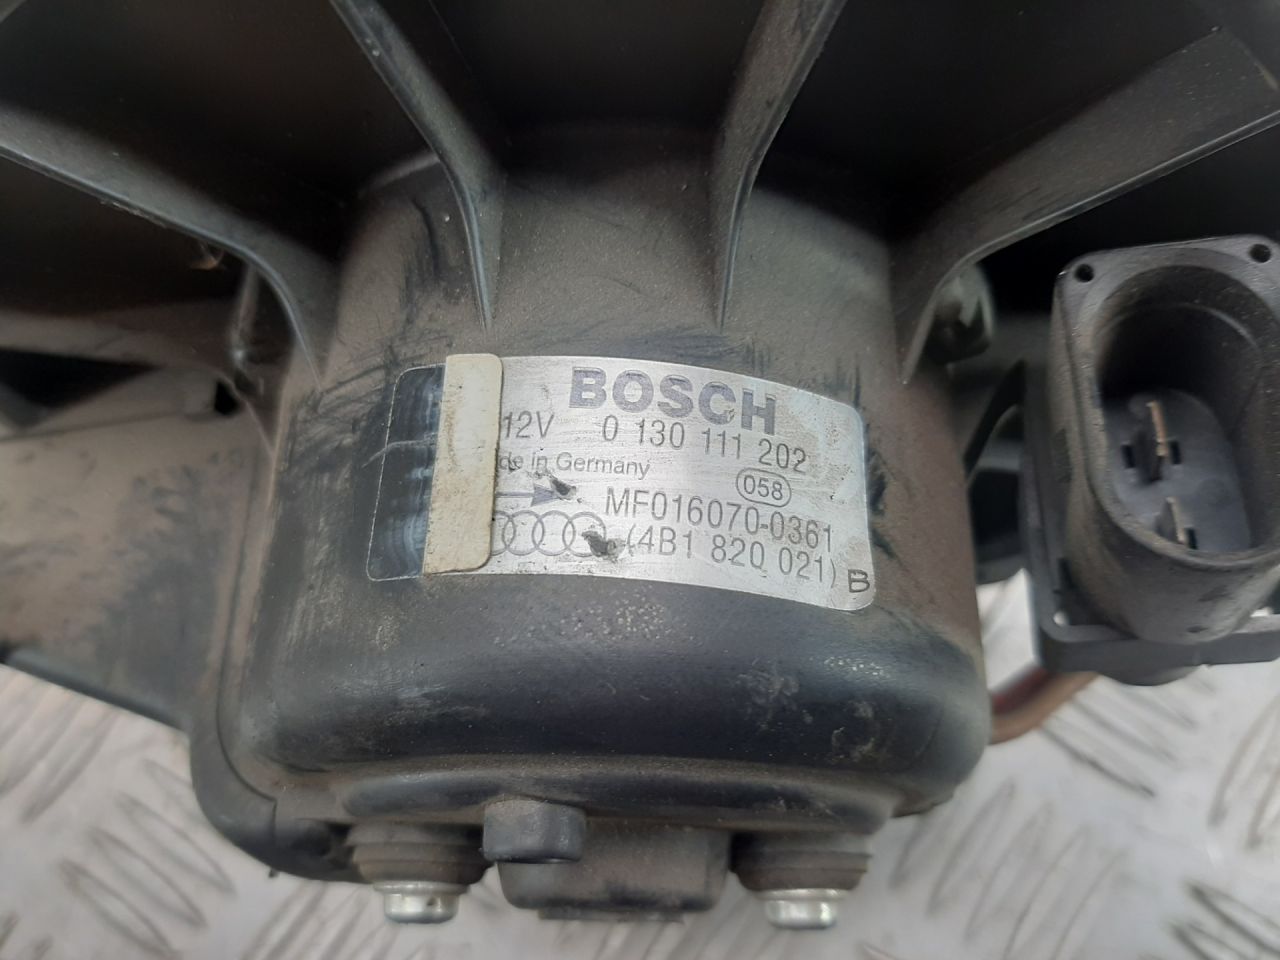 BOSCH
12V 0 130 111 202
de in Germany
058
MF016070-0361
(4B1 820 021) B